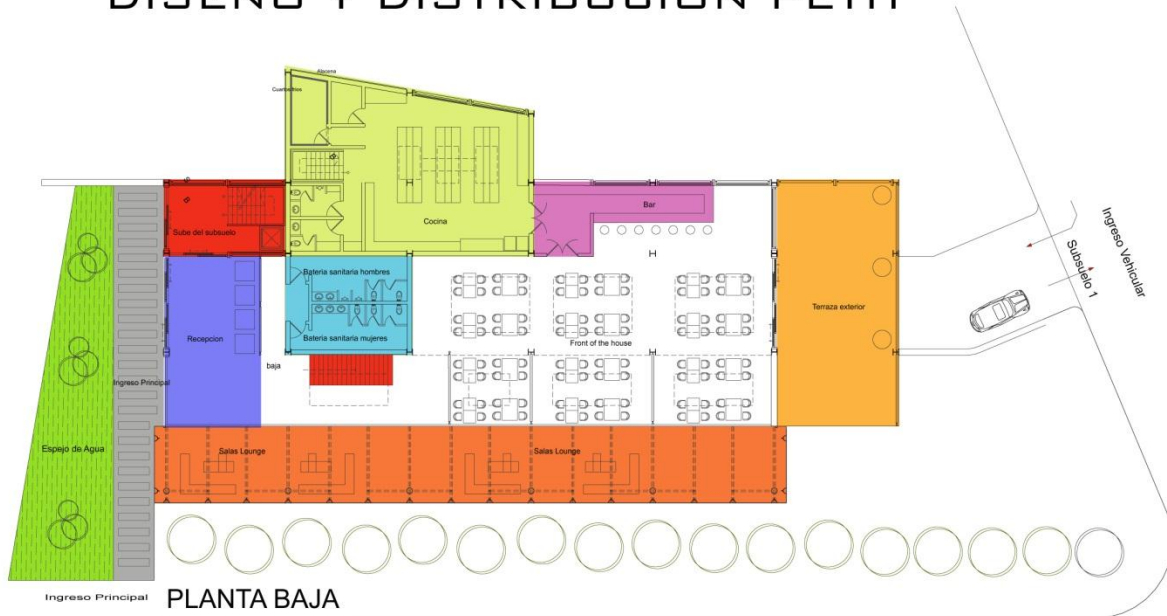 DISEÑO Y DISTRIBUCION PETIT
Alacena
Cuartos frios
Sube del subsuelo
Cocina
Bar
Bateria sanitaria hombres
Recepcion
Bateria sanitaria mujeres
Front of the house
Terraza exterior
Ingreso Vehicular
Subsuelo 1
baja
Ingreso Principal
Espejo de Agua
Salas Lounge
Salas Lounge
Ingreso Principal
PLANTA BAJA